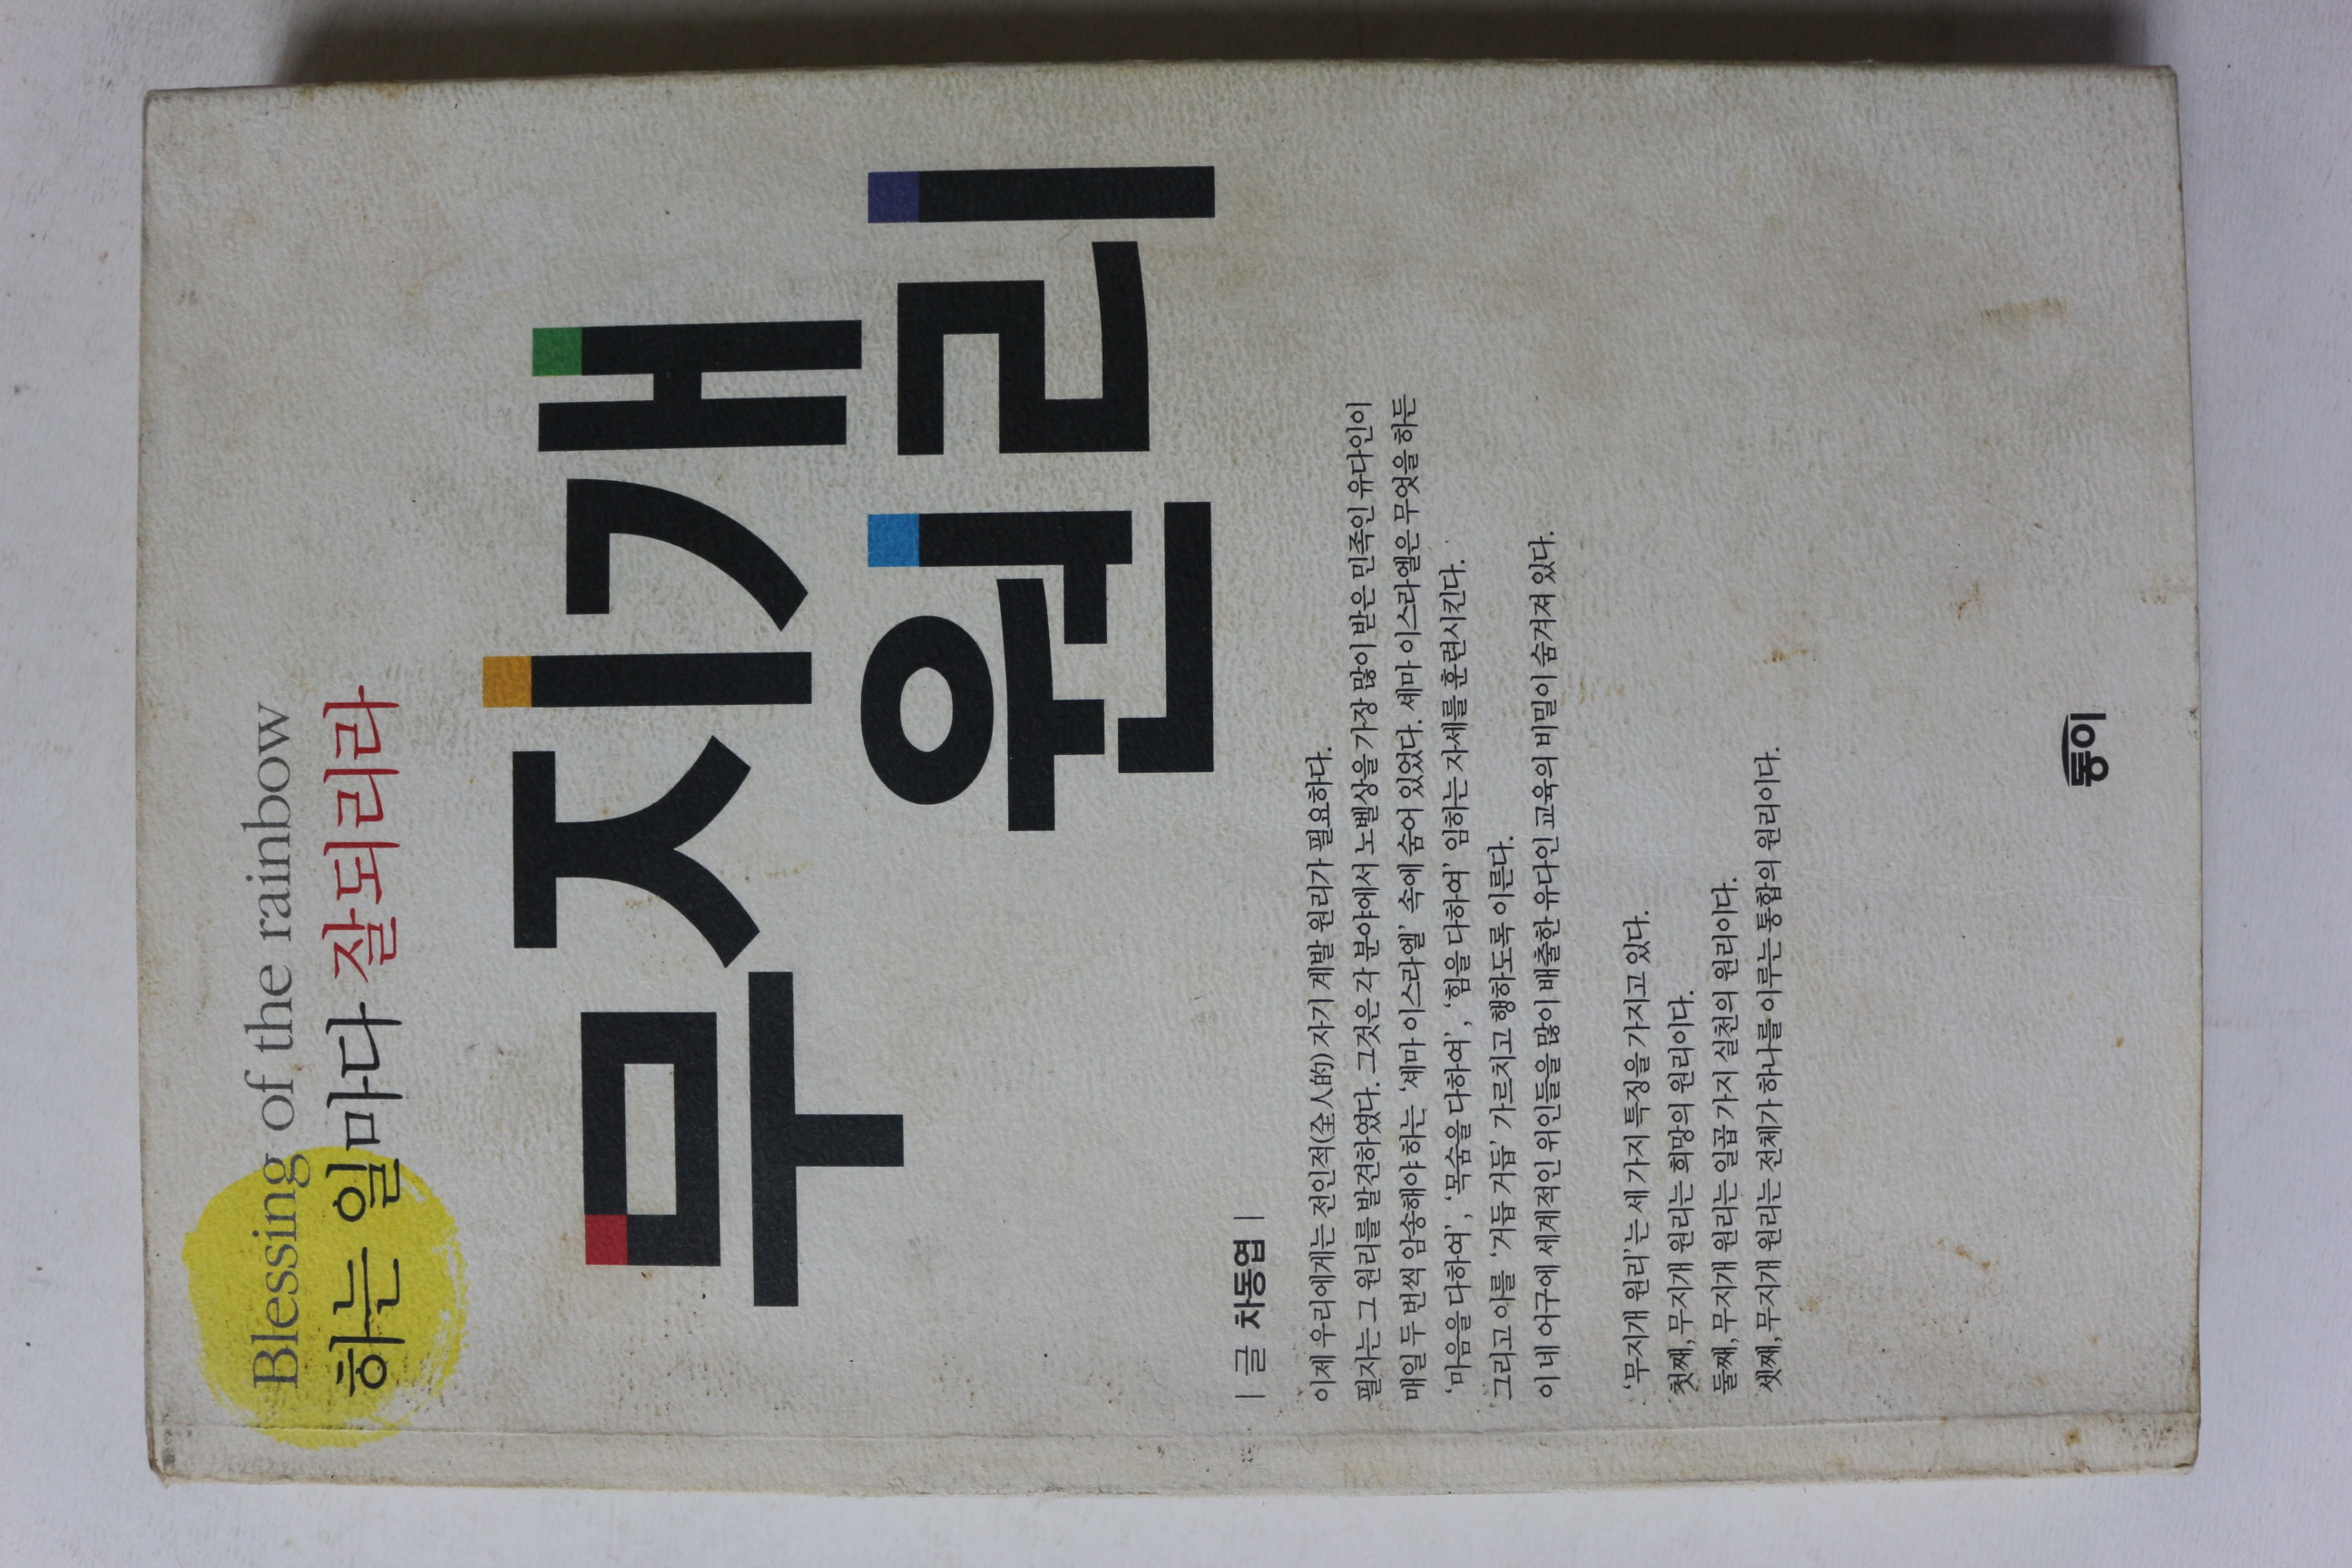 Blessing of the rainbow
하는 일마다 잘되리라
무지개
원리
| 글 차동엽 |
이제 우리에게는 전인적(全人的) 자기 계발 원리가 필요하다.
필자는 그 원리를 발견하였다. 그것은 각 분야에서 노벨상을 가장 많이 받은 민족인 유다인이
매일 두 번씩 암송해야 하는 ‘셰마 이스라엘’ 속에 숨어 있었다. 셰마 이스라엘은 무엇을 하든
‘마음을 다하여’, ‘목숨을 다하여’, ‘힘을 다하여’ 임하는 자세를 훈련시킨다.
그리고 이를 ‘거듭 거듭’ 가르치고 행하도록 이른다.
이 네 어구에 세계적인 위인들을 많이 배출한 유다인 교육의 비밀이 숨겨져 있다.
‘무지개 원리’는 세 가지 특징을 가지고 있다.
첫째, 무지개 원리는 희망의 원리이다.
둘째, 무지개 원리는 일곱 가지 실천의 원리이다.
셋째, 무지개 원리는 전체가 하나를 이루는 통합의 원리이다.
동이